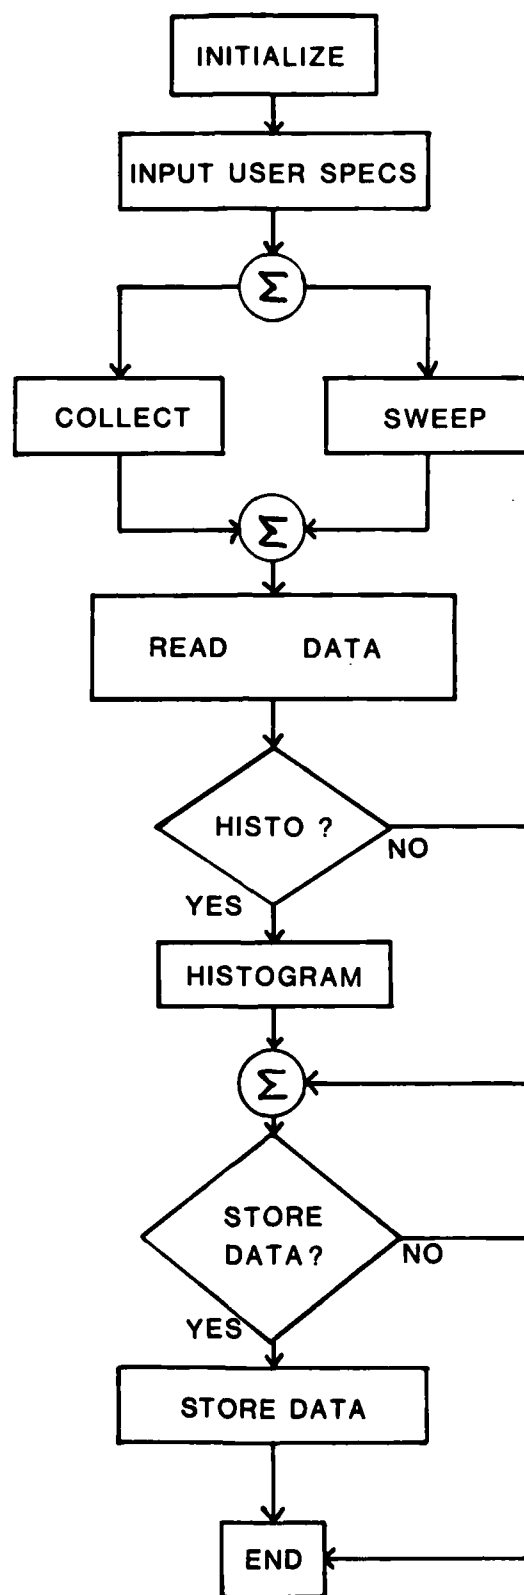 INITIALIZE
INPUT USER SPECS
Σ
COLLECT
SWEEP
Σ
READ DATA
HISTO ?
NO
YES
HISTOGRAM
Σ
STORE
DATA?
NO
YES
STORE DATA
END